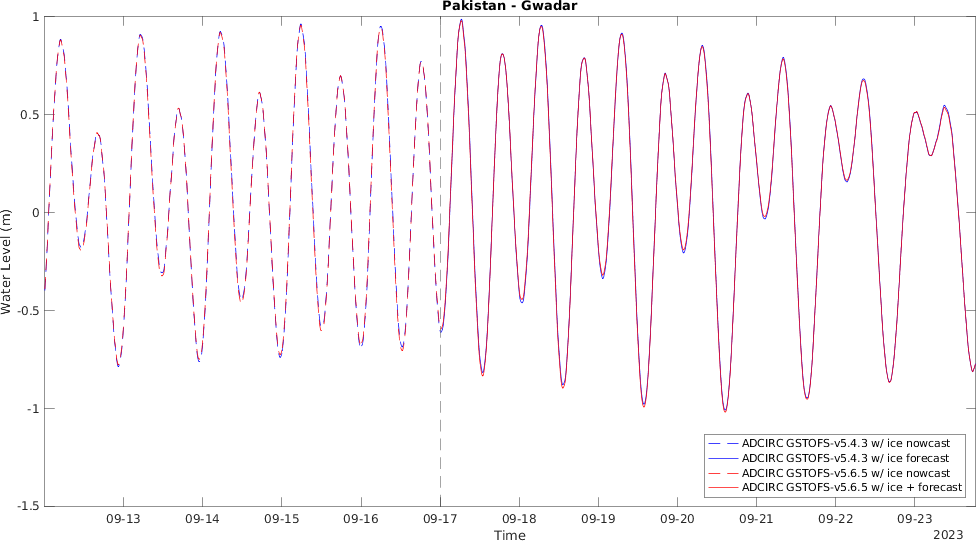 Pakistan - Gwadar
1
0.5
0
-0.5
-1
-1.5
Water Level (m)
09-13 09-14 09-15 09-16 09-17 09-18 09-19 09-20 09-21 09-22 09-23
Time
2023
ADCIRC GSTOFS-v5.4.3 w/ ice nowcast
ADCIRC GSTOFS-v5.4.3 w/ ice forecast
ADCIRC GSTOFS-v5.6.5 w/ ice nowcast
ADCIRC GSTOFS-v5.6.5 w/ ice + forecast